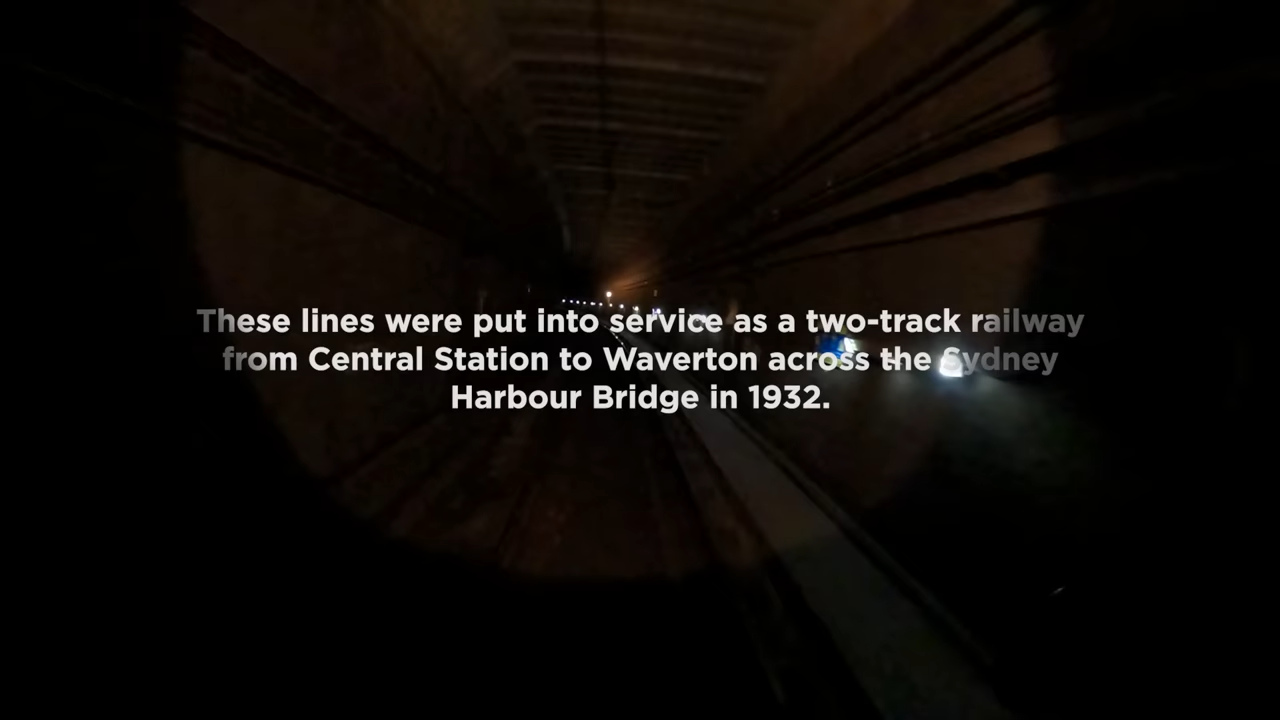 These lines were put into service as a two-track railway
from Central Station to Waverton across the Sydney
Harbour Bridge in 1932.